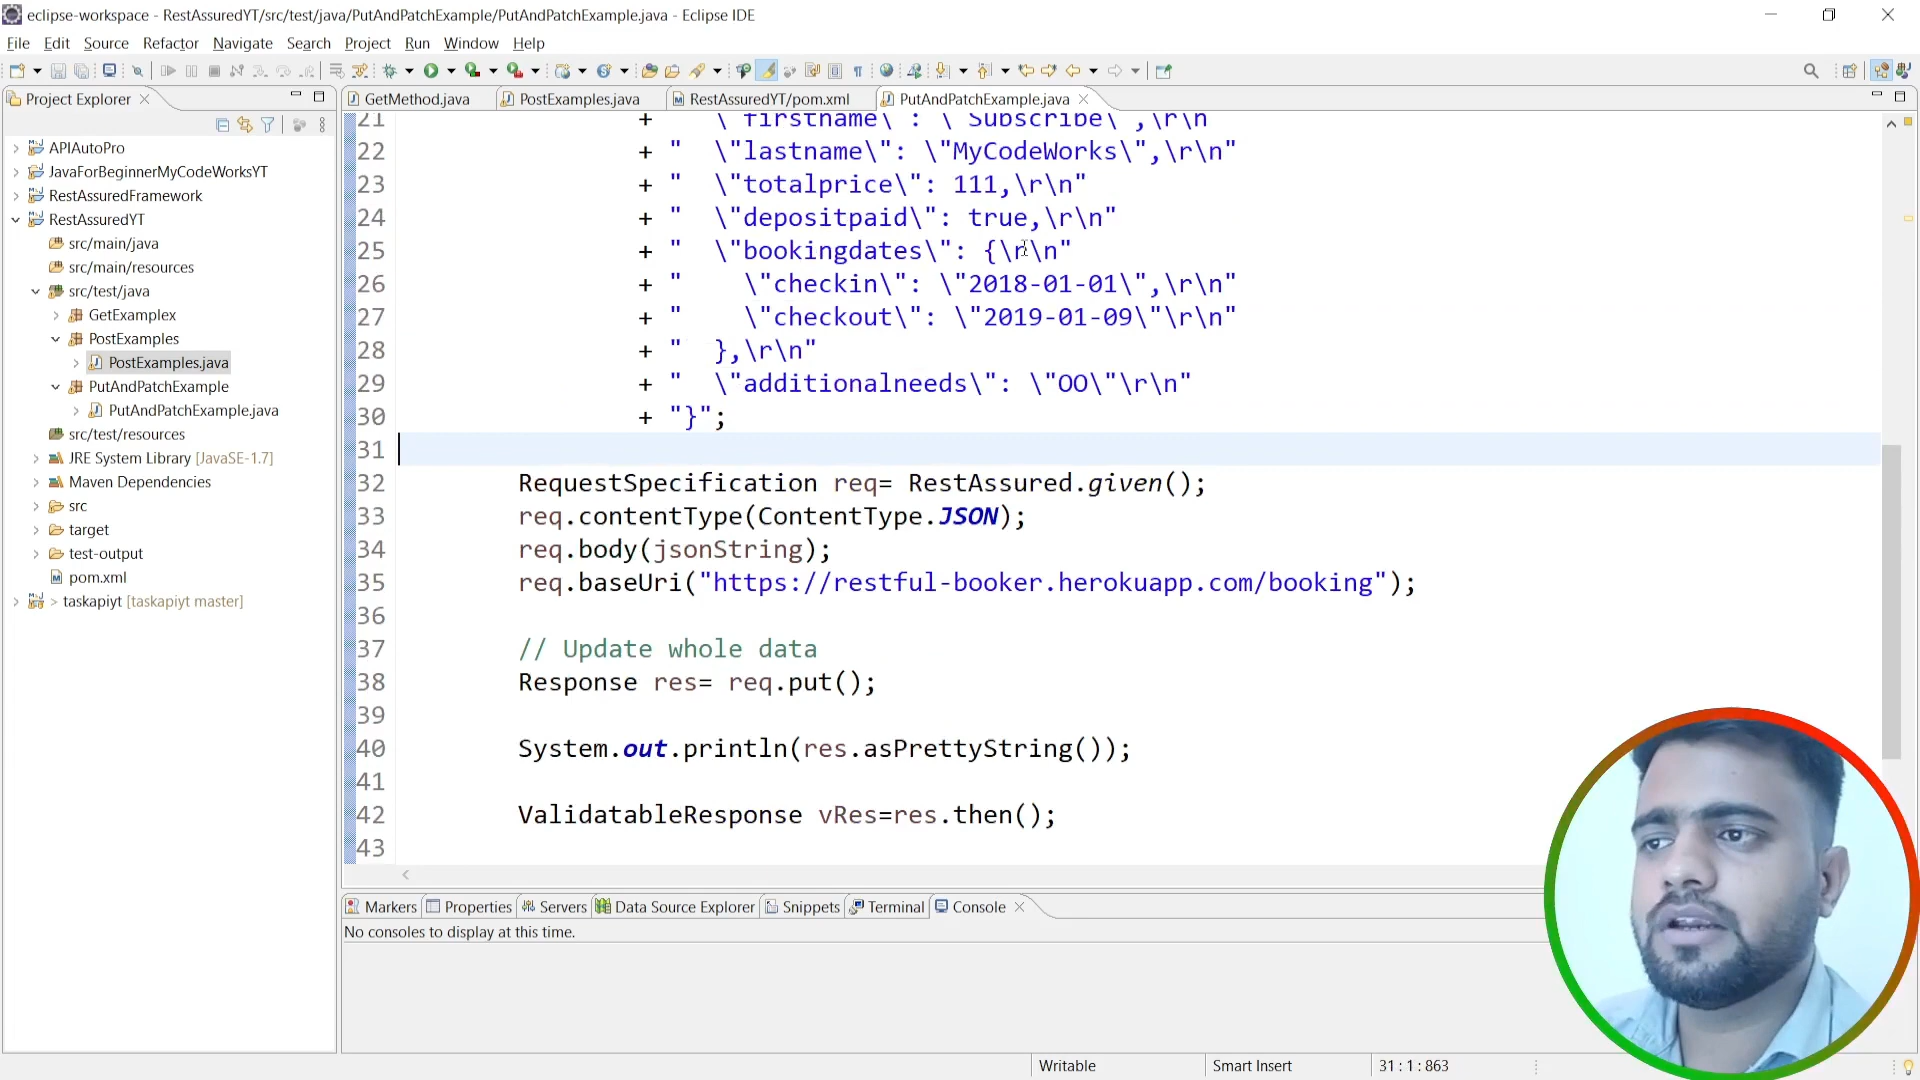 eclipse-workspace - RestAssuredYT/src/test/java/PutAndPatchExample/PutAndPatchExample.java - Eclipse IDE
File Edit Source Refactor Navigate Search Project Run Window Help
Project Explorer
GetMethod.java PostExamples.java RestAssuredYT/pom.xml PutAndPatchExample.java
APIAutoPro
JavaForBeginnerMyCodeWorksYT
RestAssuredFramework
RestAssuredYT
src/main/java
src/main/resources
src/test/java
GetExamplex
PostExamples
PostExamples.java
PutAndPatchExample
PutAndPatchExample.java
src/test/resources
JRE System Library [JavaSE-1.7]
Maven Dependencies
src
target
test-output
pom.xml
> taskapiyt [taskapiyt master]
21 + \"firstname\": \"Subscribe\",\r\n
22 + "  \"lastname\": \"MyCodeWorks\",\r\n"
23 + "  \"totalprice\": 111,\r\n"
24 + "  \"depositpaid\": true,\r\n"
25 + "  \"bookingdates\": {\r\n"
26 + "    \"checkin\": \"2018-01-01\",\r\n"
27 + "    \"checkout\": \"2019-01-09\"\r\n"
28 + "  },\r\n"
29 + "  \"additionalneeds\": \"OO\"\r\n"
30 + "}";
31
32 RequestSpecification req= RestAssured.given();
33 req.contentType(ContentType.JSON);
34 req.body(jsonString);
35 req.baseUri("https://restful-booker.herokuapp.com/booking");
36
37 // Update whole data
38 Response res= req.put();
39
40 System.out.println(res.asPrettyString());
41
42 ValidatableResponse vRes=res.then();
43
Markers Properties Servers Data Source Explorer Snippets Terminal Console
No consoles to display at this time.
Writable Smart Insert 31 : 1 : 863